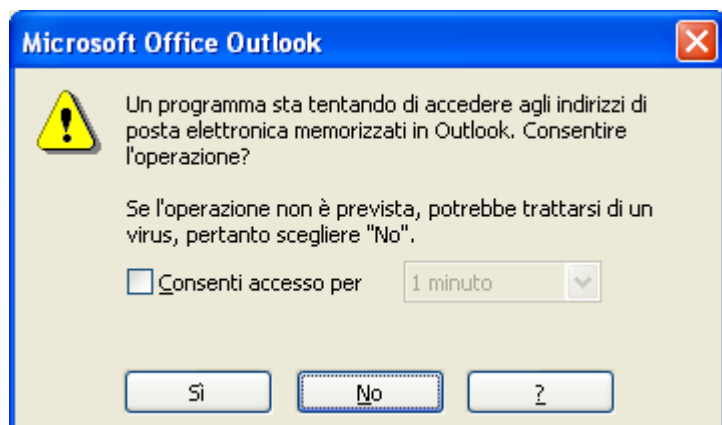 Microsoft Office Outlook
Un programma sta tentando di accedere agli indirizzi di
posta elettronica memorizzati in Outlook. Consentire
l'operazione?
Se l'operazione non è prevista, potrebbe trattarsi di un
virus, pertanto scegliere "No".
Consenti accesso per 1 minuto
Sì No ?